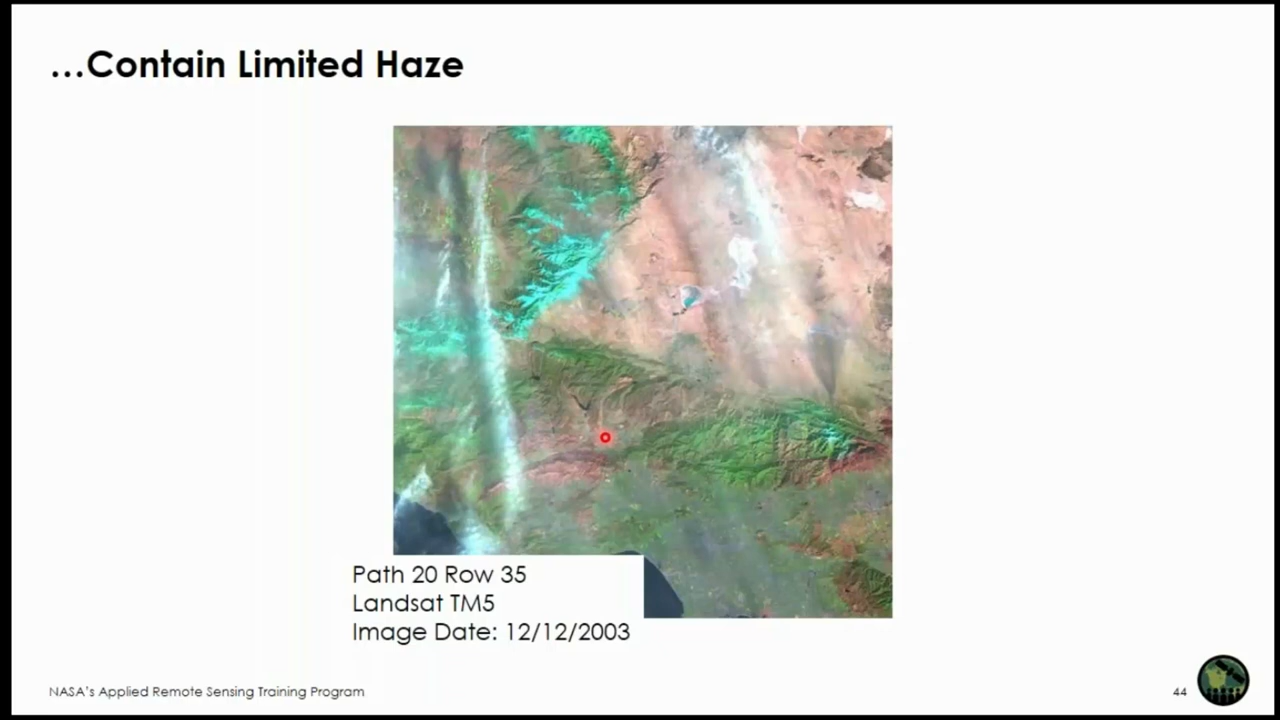 ...Contain Limited Haze
Path 20 Row 35
Landsat TM5
Image Date: 12/12/2003
NASA's Applied Remote Sensing Training Program
44